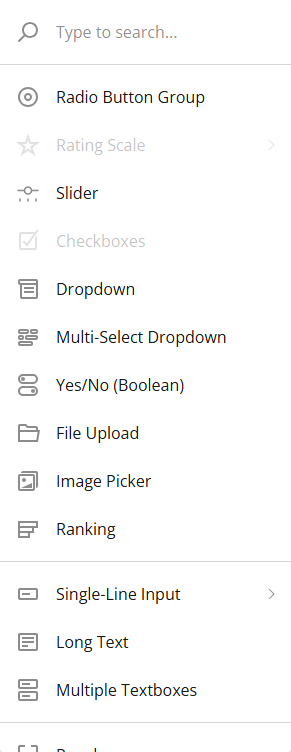 Type to search...
Radio Button Group
Rating Scale
Slider
Checkboxes
Dropdown
Multi-Select Dropdown
Yes/No (Boolean)
File Upload
Image Picker
Ranking
Single-Line Input
Long Text
Multiple Textboxes